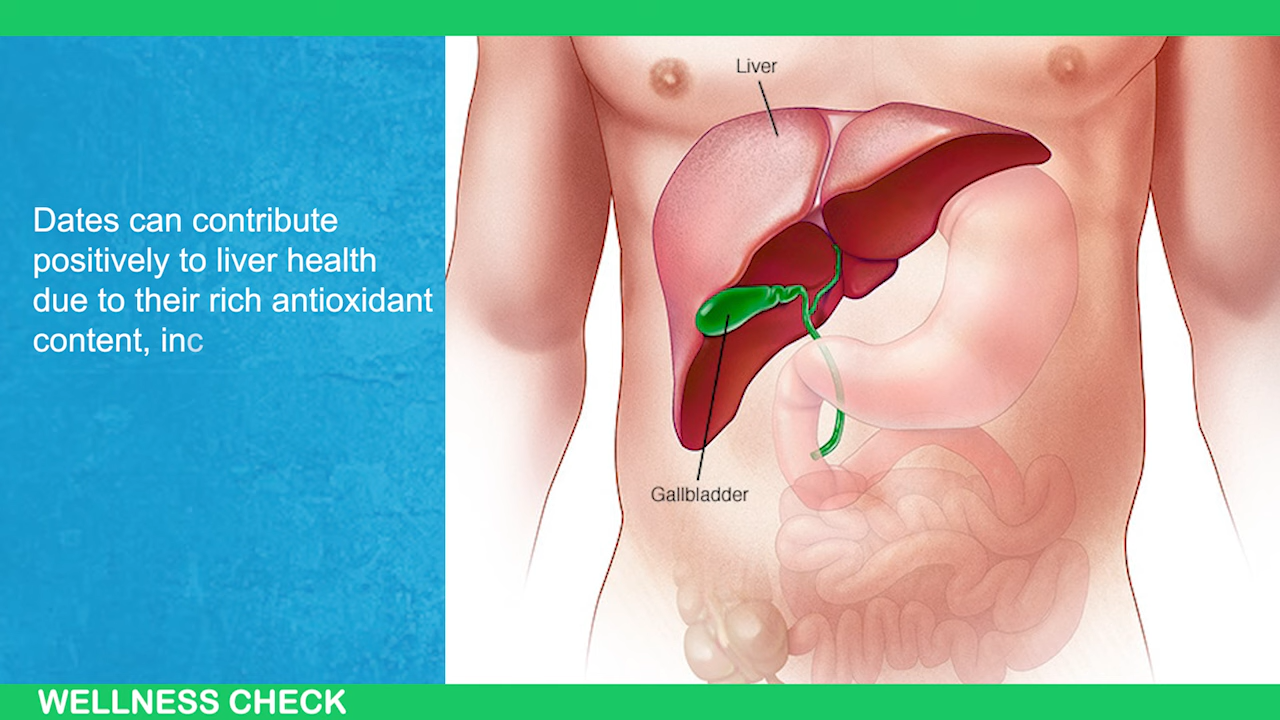 Liver
Dates can contribute
positively to liver health
due to their rich antioxidant
content, inc
Gallbladder
WELLNESS CHECK